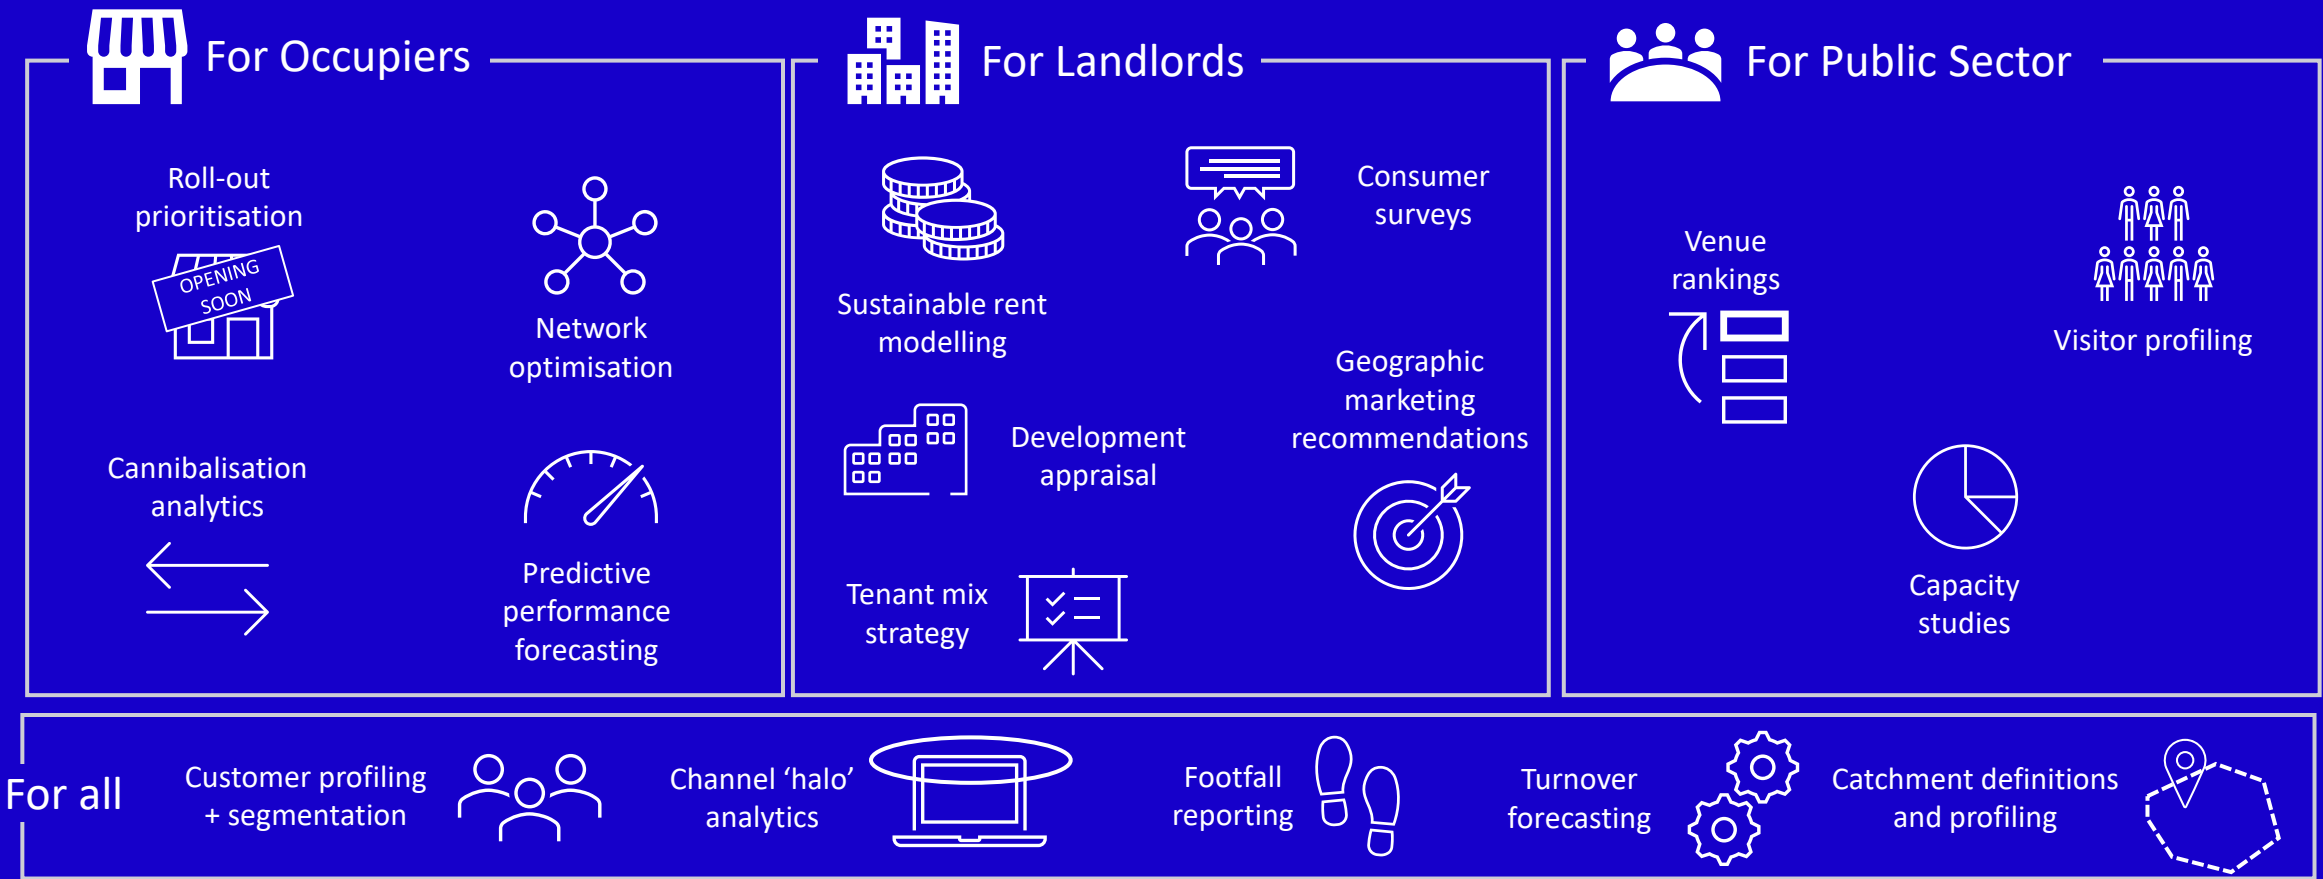 For Occupiers
Roll-out
prioritisation
OPENING
SOON
Network
optimisation
Cannibalisation
analytics
Predictive
performance
forecasting
For Landlords
Sustainable rent
modelling
Consumer
surveys
Development
appraisal
Geographic
marketing
recommendations
Tenant mix
strategy
For Public Sector
Venue
rankings
Visitor profiling
Capacity
studies
For all
Customer profiling
+ segmentation
Channel ‘halo’
analytics
Footfall
reporting
Turnover
forecasting
Catchment definitions
and profiling